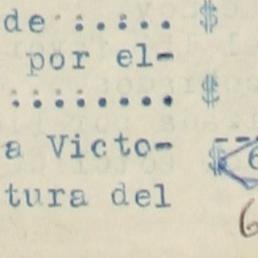 de ...... $
por el-
......... $
a Victo- $
tura del